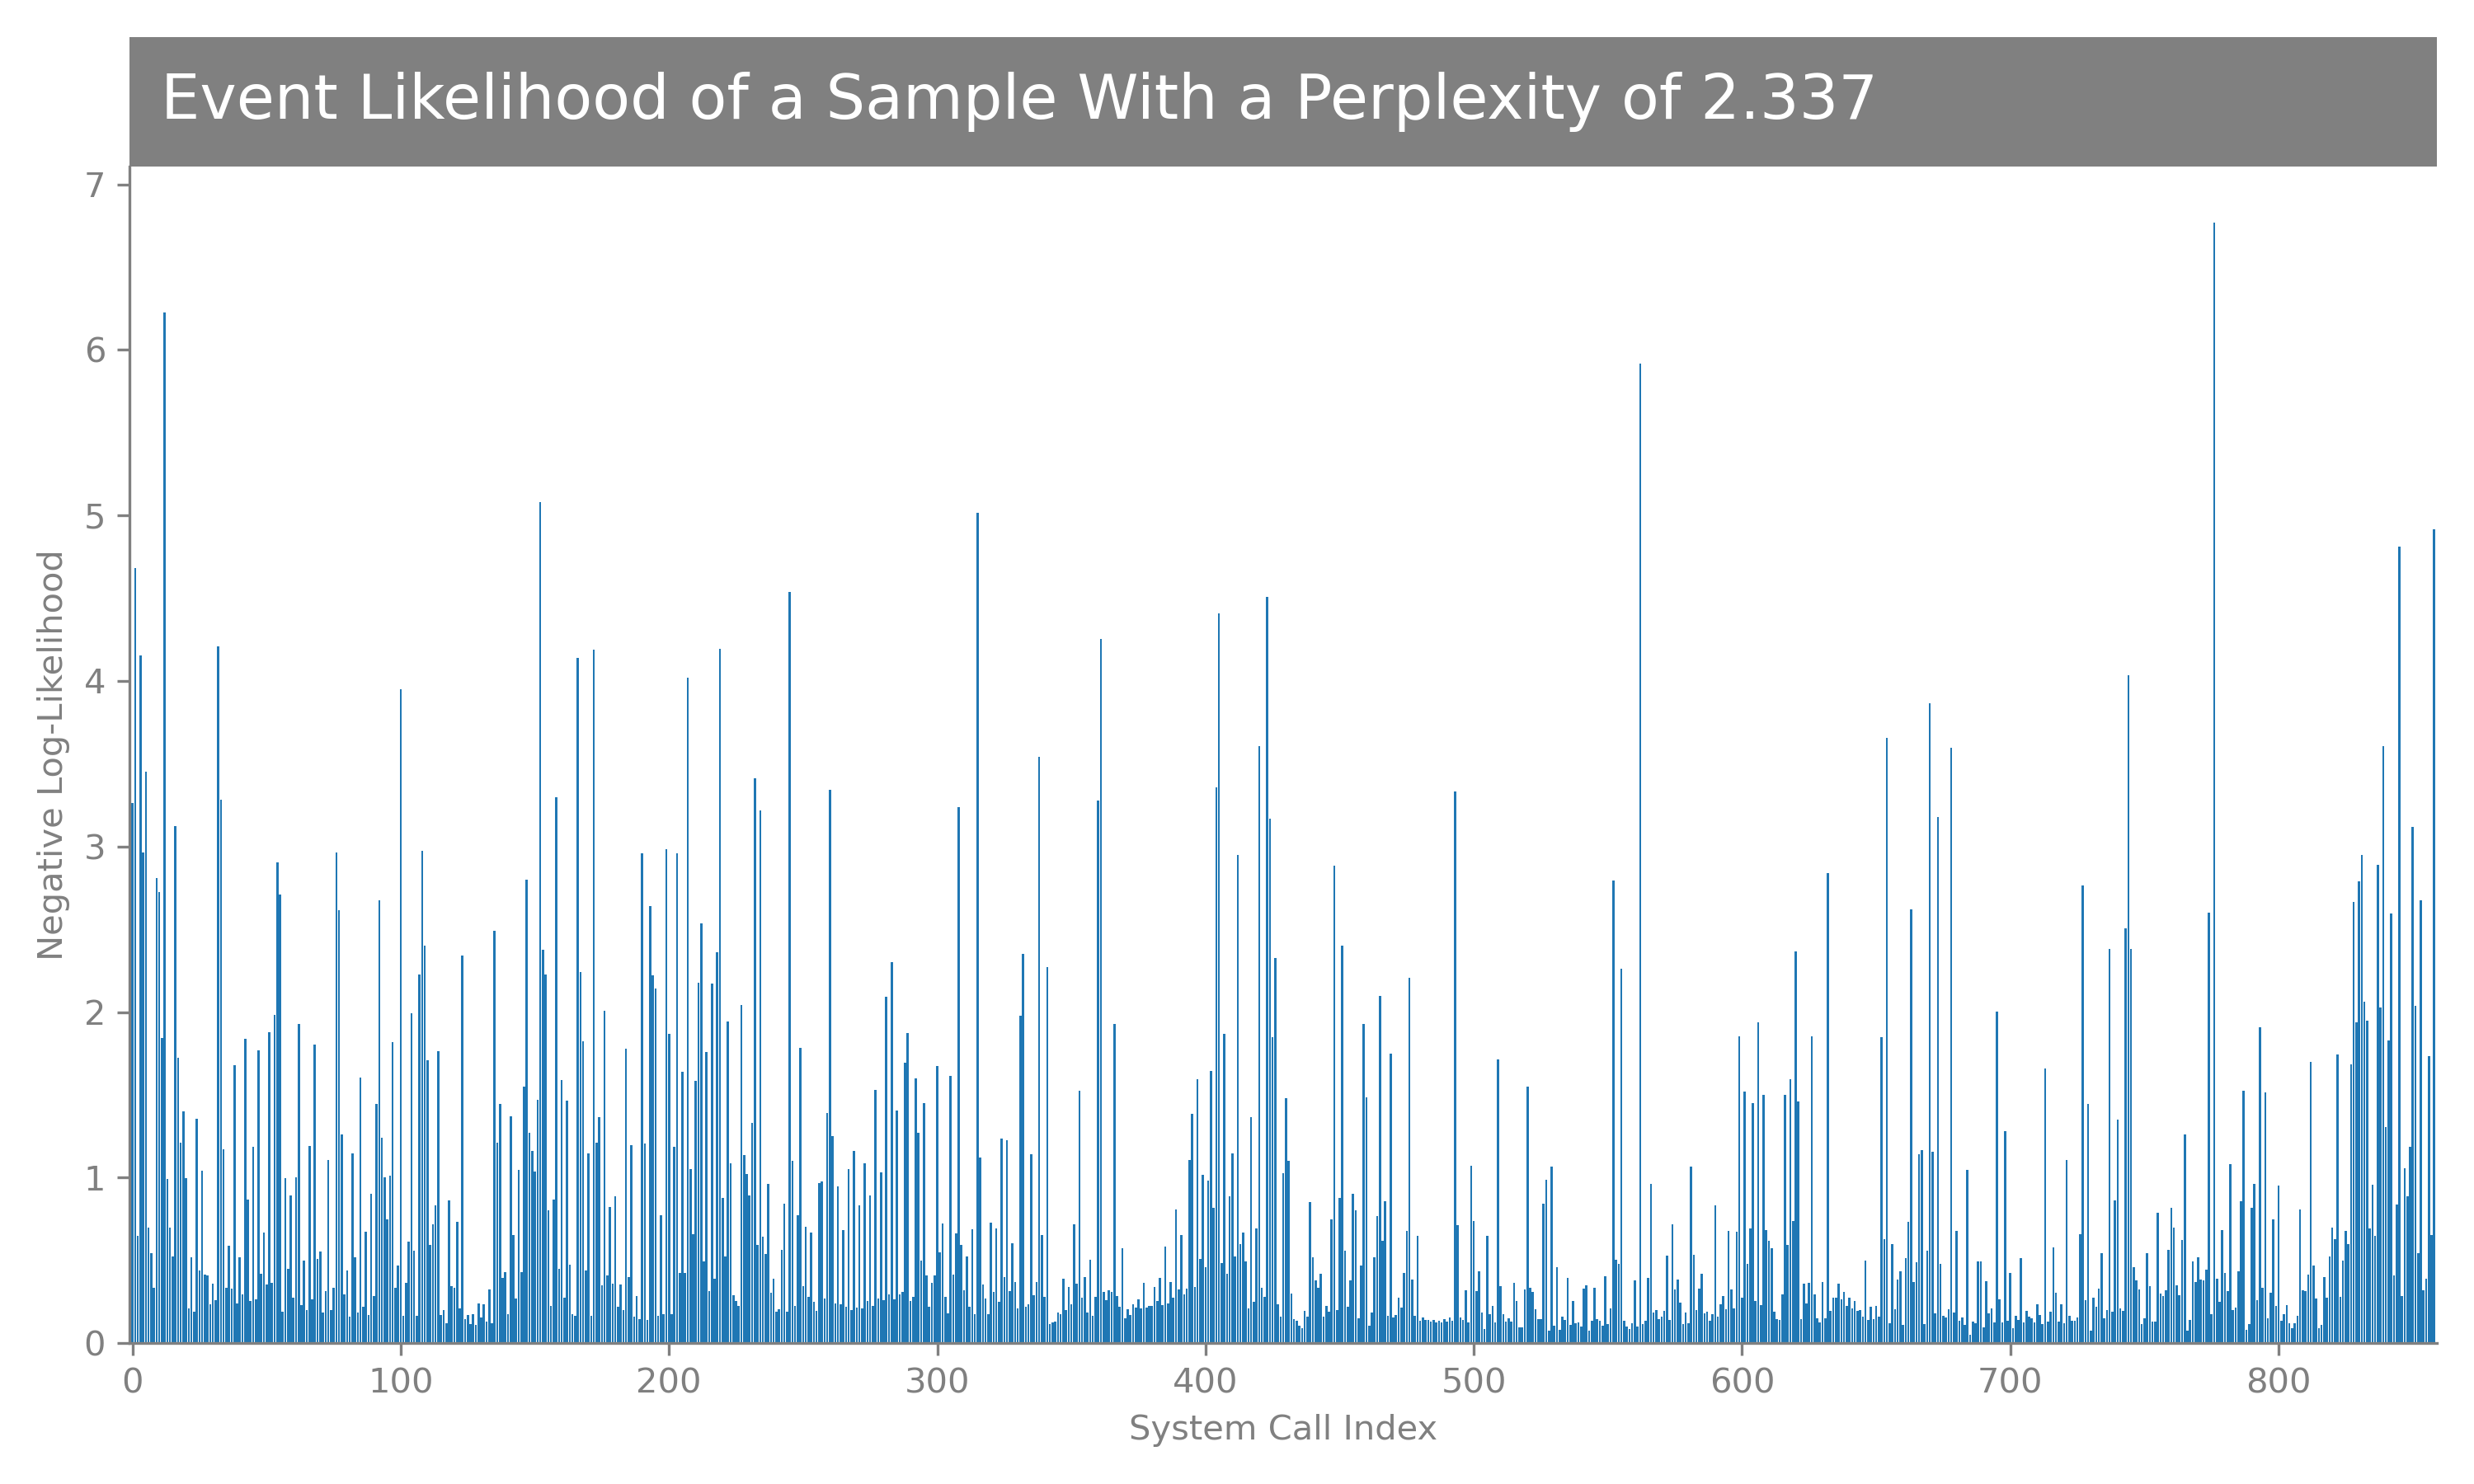 Event Likelihood of a Sample With a Perplexity of 2.337
7
6
5
4
3
2
1
0
Negative Log-Likelihood
0 100 200 300 400 500 600 700 800
System Call Index